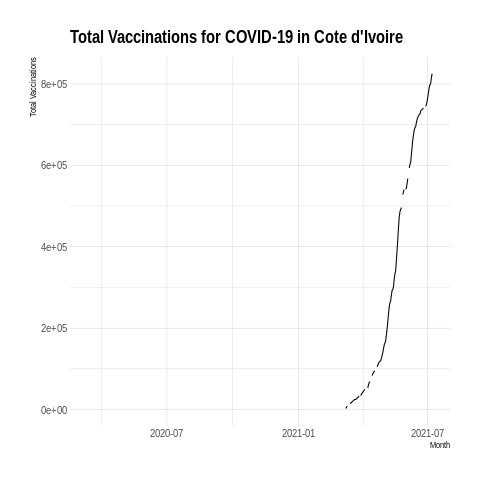 Total Vaccinations for COVID-19 in Cote d'Ivoire
Total Vaccinations
8e+05
6e+05
4e+05
2e+05
0e+00
2020-07 2021-01 2021-07
Month